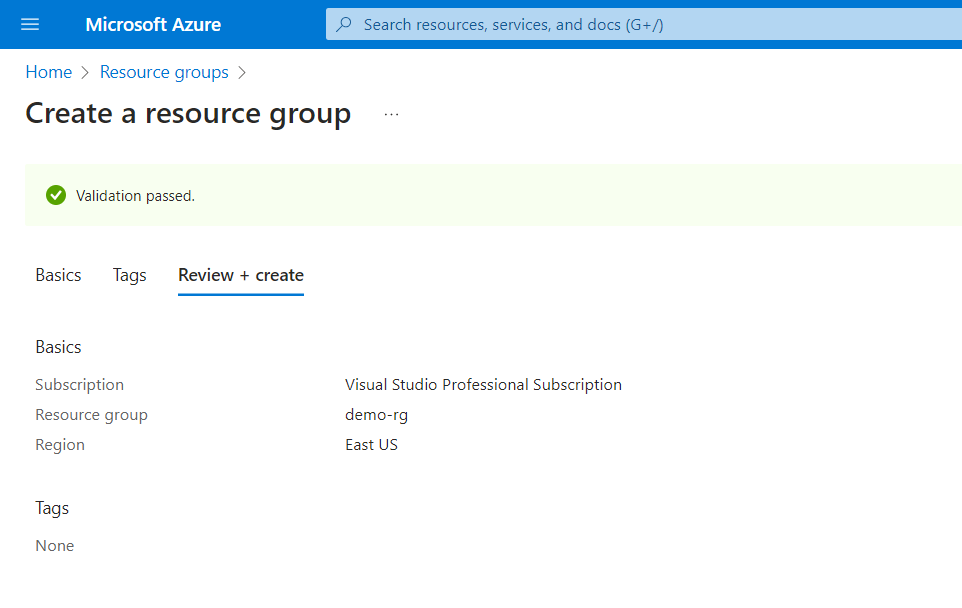 Microsoft Azure
Search resources, services, and docs (G+/)
Home > Resource groups >
Create a resource group ...
Validation passed.
Basics Tags Review + create
Basics
Subscription Visual Studio Professional Subscription
Resource group demo-rg
Region East US
Tags
None